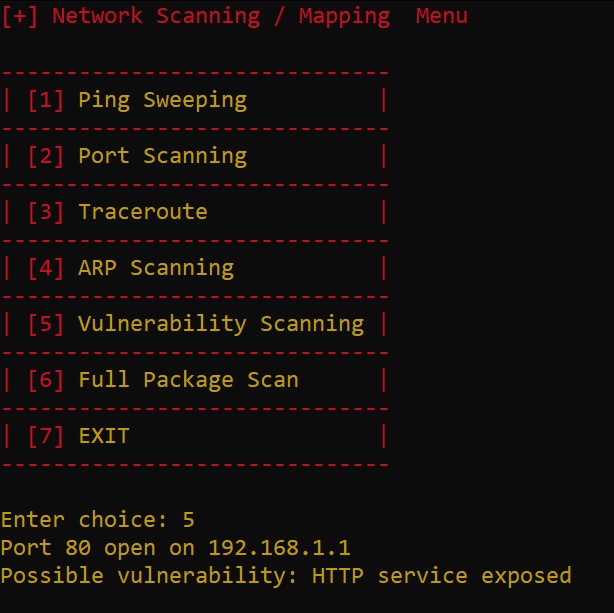 [+] Network Scanning / Mapping  Menu
------------------------------
| [1] Ping Sweeping          |
------------------------------
| [2] Port Scanning          |
------------------------------
| [3] Traceroute             |
------------------------------
| [4] ARP Scanning           |
------------------------------
| [5] Vulnerability Scanning |
------------------------------
| [6] Full Package Scan      |
------------------------------
| [7] EXIT                   |
------------------------------
Enter choice: 5
Port 80 open on 192.168.1.1
Possible vulnerability: HTTP service exposed